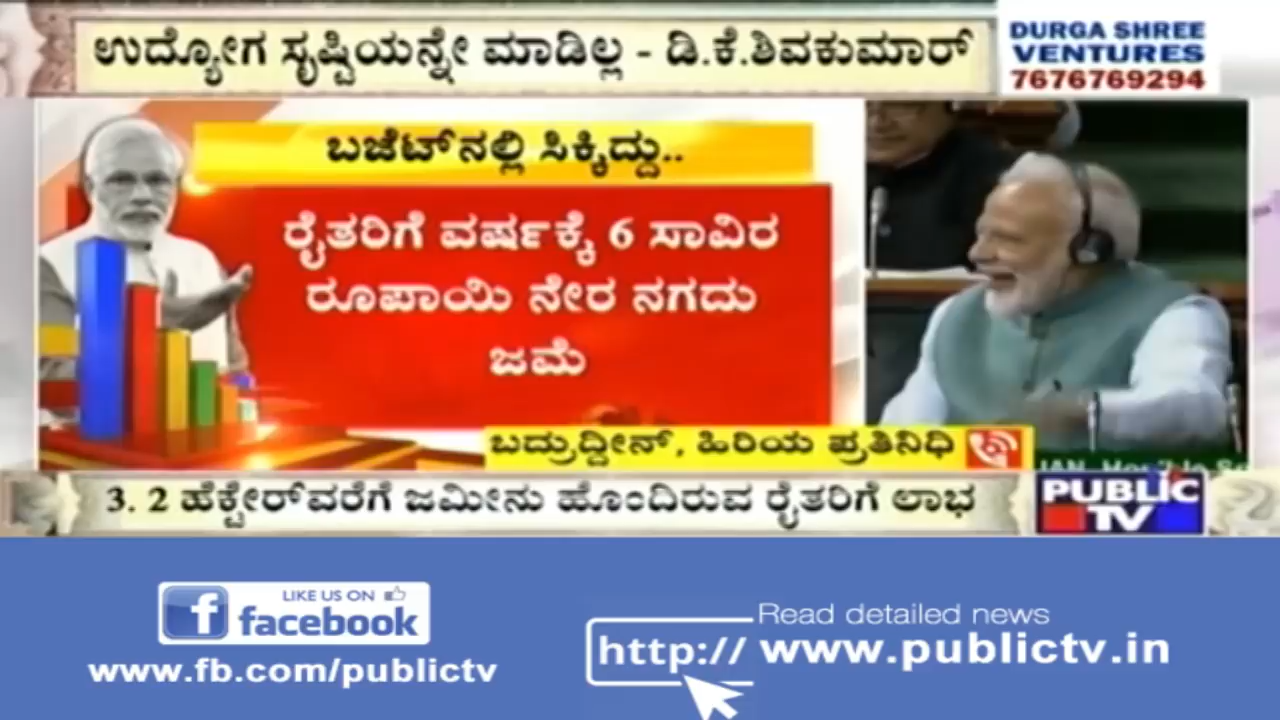 ಉದ್ಯೋಗ ಸೃಷ್ಟಿಯನ್ನೇ ಮಾಡಿಲ್ಲ - ಡಿ.ಕೆ.ಶಿವಕುಮಾರ್
DURGA SHREE
VENTURES
7676769294
ಬಜೆಟ್‌ನಲ್ಲಿ ಸಿಕ್ಕಿದ್ದು..
ರೈತರಿಗೆ ವರ್ಷಕ್ಕೆ 6 ಸಾವಿರ
ರೂಪಾಯಿ ನೇರ ನಗದು
ಜಮೆ
ಬದ್ರುದ್ದೀನ್, ಹಿರಿಯ ಪ್ರತಿನಿಧಿ
3. 2 ಹೆಕ್ಟೇರ್‌ವರೆಗೆ ಜಮೀನು ಹೊಂದಿರುವ ರೈತರಿಗೆ ಲಾಭ
PUBLiC
TV
LIKE US ON
facebook
www.fb.com/publictv
Read detailed news
http:// www.publictv.in